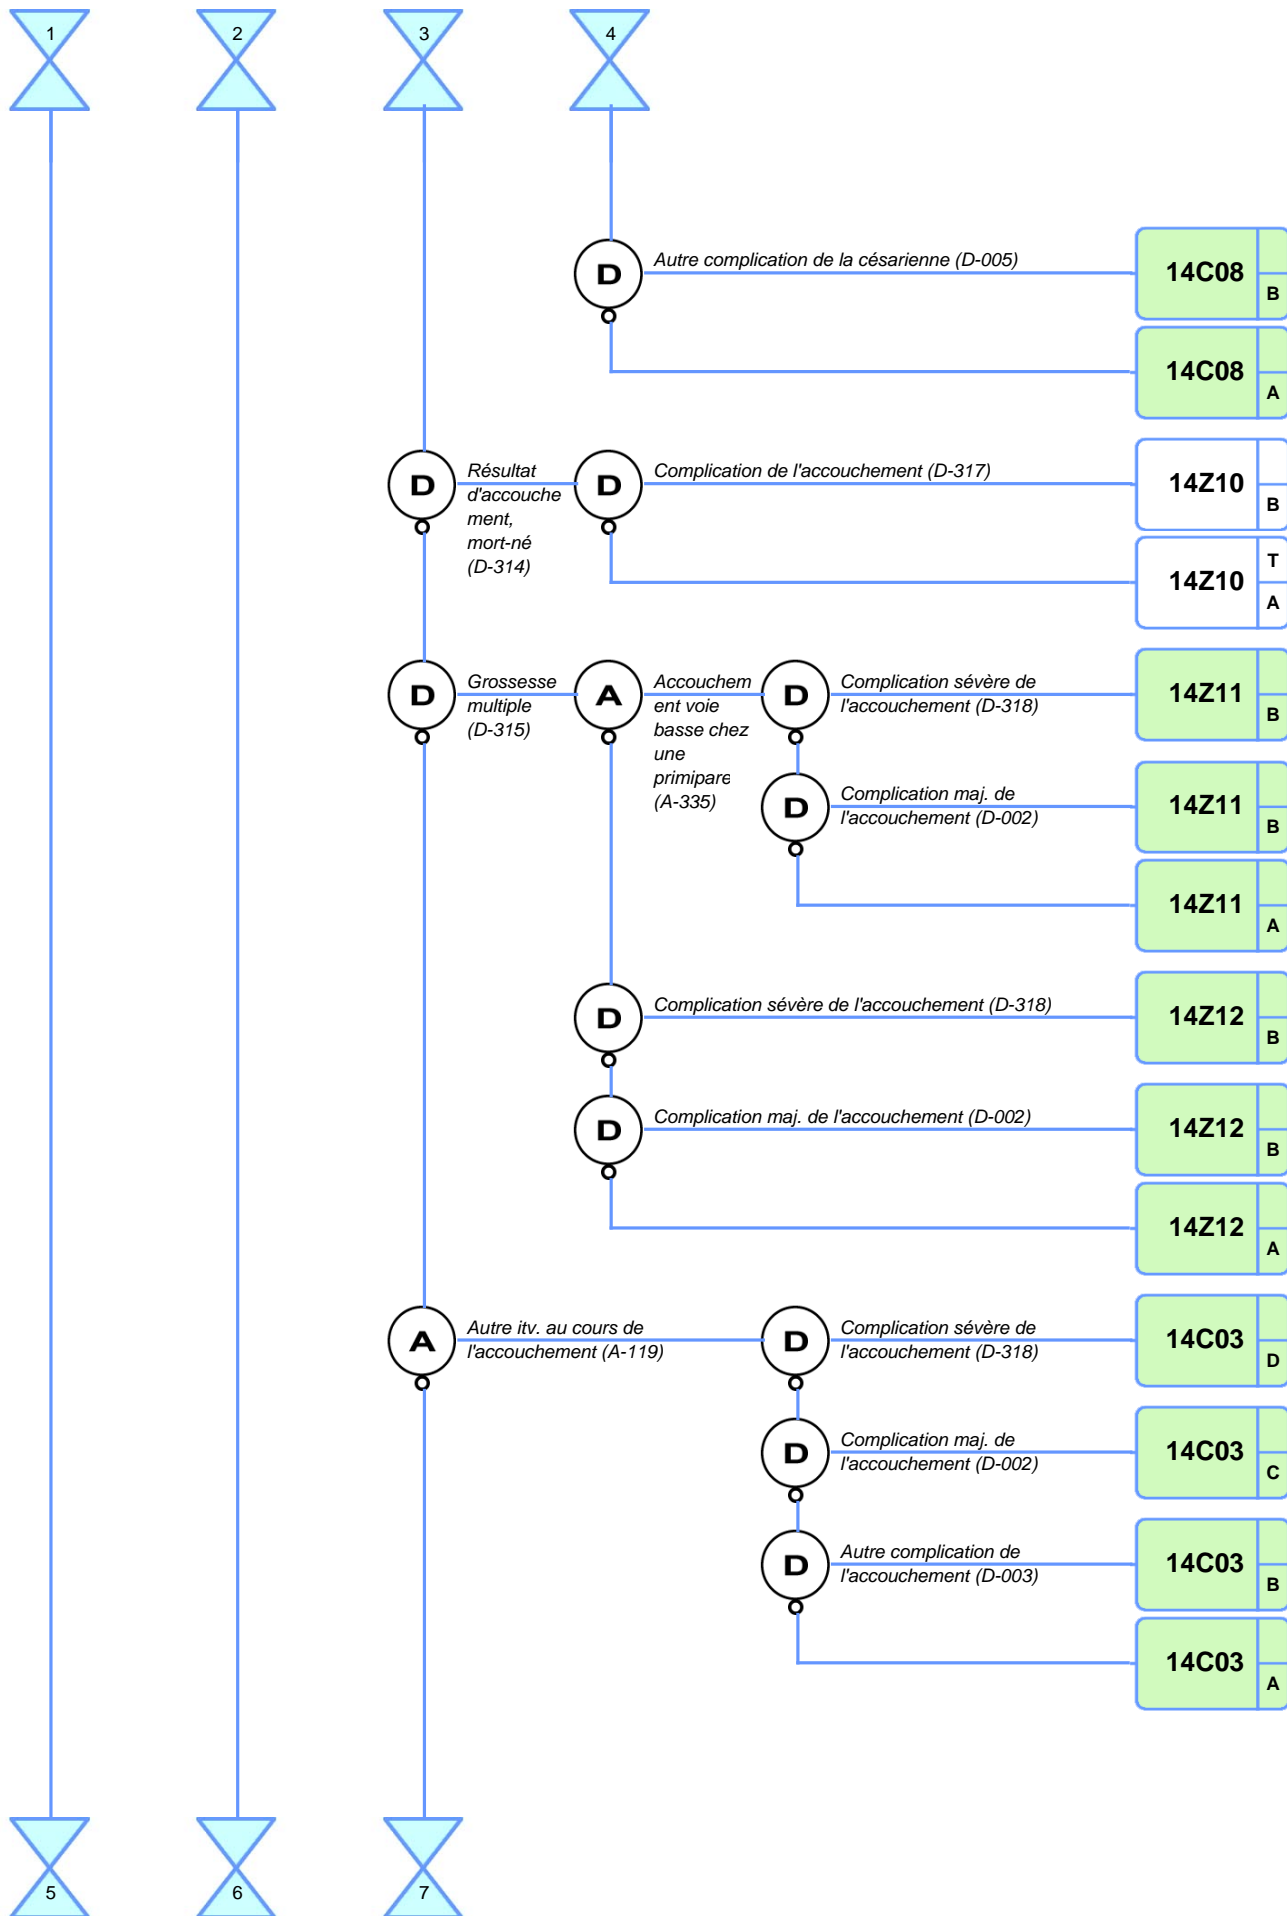 1
2
3
4
D
Autre complication de la césarienne (D-005)
14C08
B
14C08
A
D
Résultat
d'accouche
ment,
mort-né
(D-314)
D
Complication de l'accouchement (D-317)
14Z10
B
14Z10
T
A
D
Grossesse
multiple
(D-315)
A
Accouchem
ent voie
basse chez
une
primipare
(A-335)
D
Complication sévère de
l'accouchement (D-318)
14Z11
B
D
Complication maj. de
l'accouchement (D-002)
14Z11
B
14Z11
A
D
Complication sévère de l'accouchement (D-318)
14Z12
B
D
Complication maj. de l'accouchement (D-002)
14Z12
B
14Z12
A
A
Autre itv. au cours de
l'accouchement (A-119)
D
Complication sévère de
l'accouchement (D-318)
14C03
D
D
Complication maj. de
l'accouchement (D-002)
14C03
C
D
Autre complication de
l'accouchement (D-003)
14C03
B
14C03
A
5
6
7